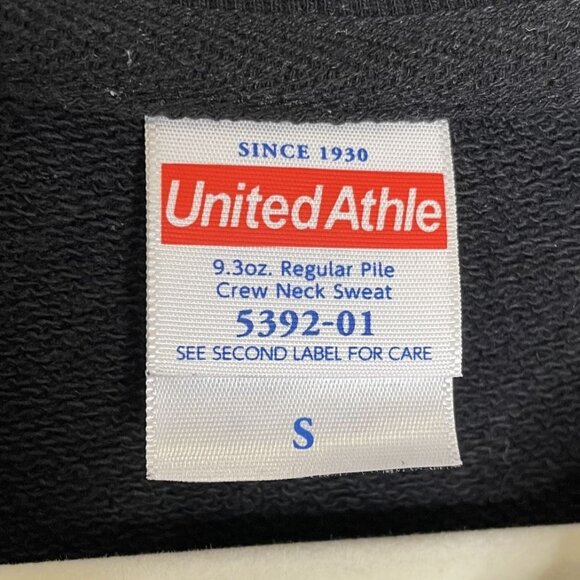 SINCE 1930
United Athle
9.3oz. Regular Pile
Crew Neck Sweat
5392-01
SEE SECOND LABEL FOR CARE
S